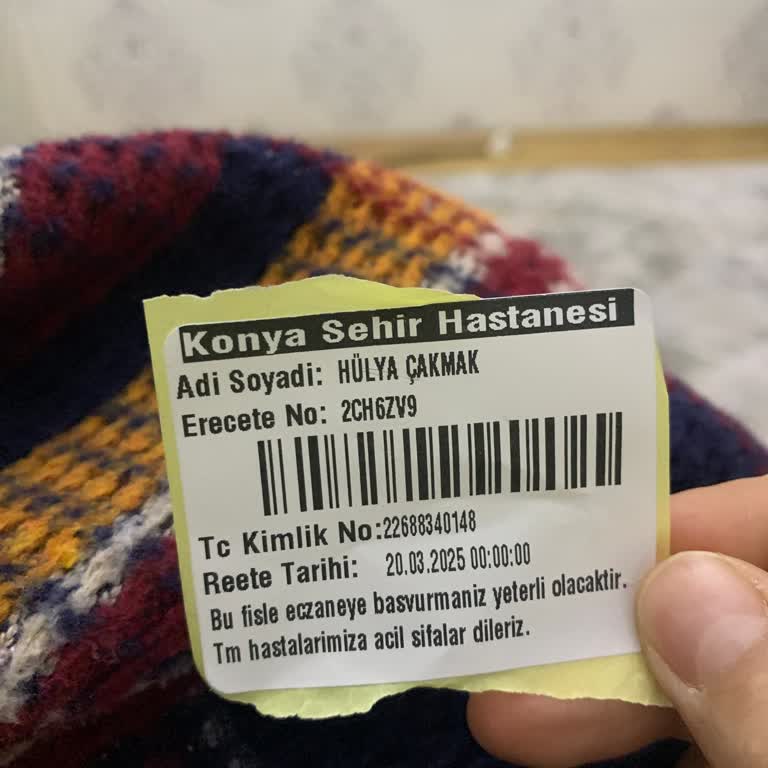 Konya Sehir Hastanesi
Adi Soyadi: HÜLYA ÇAKMAK
Erecete No: 2CH6ZV9
Tc Kimlik No:22688340148
Reete Tarihi: 20.03.2025 00:00:00
Bu fisle eczaneye basvurmaniz yeterli olacaktir.
Tm hastalarimiza acil sifalar dileriz.